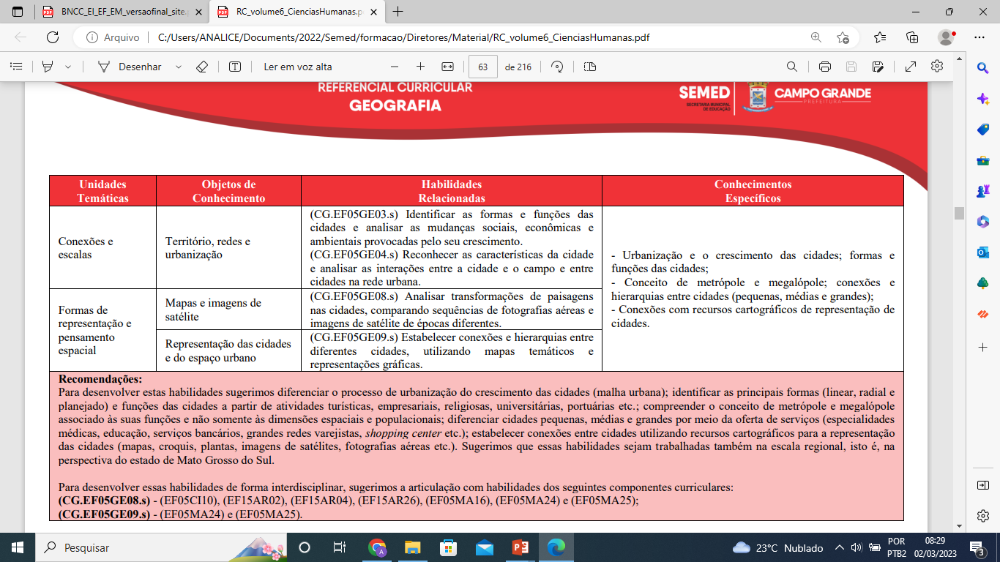 BNCC_EI_EF_EM_versaofinal_site.p
RC_volume6_CienciasHumanas.p
Arquivo
C:/Users/ANALICE/Documents/2022/Semed/formacao/Diretores/Material/RC_volume6_CienciasHumanas.pdf
Desenhar
Ler em voz alta
63
de 216
REFERENCIAL CURRICULAR
GEOGRAFIA
SEMED
SECRETARIA MUNICIPAL
DE EDUCAÇÃO
CAMPO GRANDE
PREFEITURA
Unidades
Temáticas
Objetos de
Conhecimento
Habilidades
Relacionadas
Conhecimentos
Específicos
Conexões e
escalas
Território, redes e
urbanização
(CG.EF05GE03.s) Identificar as formas e funções das
cidades e analisar as mudanças sociais, econômicas e
ambientais provocadas pelo seu crescimento.
(CG.EF05GE04.s) Reconhecer as características da cidade
e analisar as interações entre a cidade e o campo e entre
cidades na rede urbana.
- Urbanização e o crescimento das cidades; formas e
funções das cidades;
- Conceito de metrópole e megalópole; conexões e
hierarquias entre cidades (pequenas, médias e grandes);
- Conexões com recursos cartográficos de representação de
cidades.
Formas de
representação e
pensamento
espacial
Mapas e imagens de
satélite
(CG.EF05GE08.s) Analisar transformações de paisagens
nas cidades, comparando sequências de fotografias aéreas e
imagens de satélite de épocas diferentes.
Representação das cidades
e do espaço urbano
(CG.EF05GE09.s) Estabelecer conexões e hierarquias entre
diferentes cidades, utilizando mapas temáticos e
representações gráficas.
Recomendações:
Para desenvolver estas habilidades sugerimos diferenciar o processo de urbanização do crescimento das cidades (malha urbana); identificar as principais formas (linear, radial e
planejado) e funções das cidades a partir de atividades turísticas, empresariais, religiosas, universitárias, portuárias etc.; compreender o conceito de metrópole e megalópole
associado às suas funções e não somente às dimensões espaciais e populacionais; diferenciar cidades pequenas, médias e grandes por meio da oferta de serviços (especialidades
médicas, educação, serviços bancários, grandes redes varejistas, shopping center etc.); estabelecer conexões entre cidades utilizando recursos cartográficos para a representação
das cidades (mapas, croquis, plantas, imagens de satélites, fotografias aéreas etc.). Sugerimos que essas habilidades sejam trabalhadas também na escala regional, isto é, na
perspectiva do estado de Mato Grosso do Sul.
Para desenvolver essas habilidades de forma interdisciplinar, sugerimos a articulação com habilidades dos seguintes componentes curriculares:
(CG.EF05GE08.s) - (EF05CI10), (EF15AR02), (EF15AR04), (EF15AR26), (EF05MA16), (EF05MA24) e (EF05MA25);
(CG.EF05GE09.s) - (EF05MA24) e (EF05MA25).
Pesquisar
23°C Nublado
POR
PTB2
08:29
02/03/2023
3